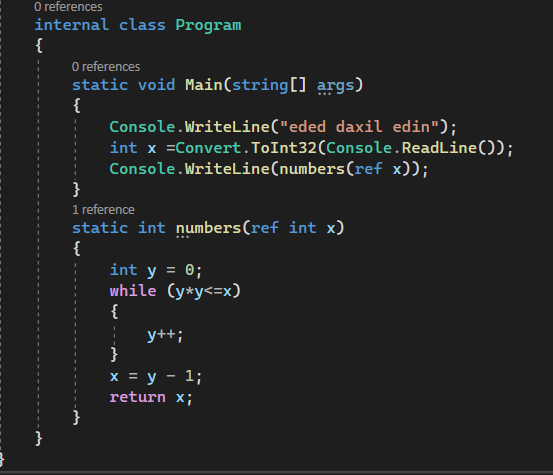 0 references
internal class Program
{
0 references
static void Main(string[] args)
{
Console.WriteLine("eded daxil edin");
int x =Convert.ToInt32(Console.ReadLine());
Console.WriteLine(numbers(ref x));
}
1 reference
static int numbers(ref int x)
{
int y = 0;
while (y*y<=x)
{
y++;
}
x = y - 1;
return x;
}
}
}